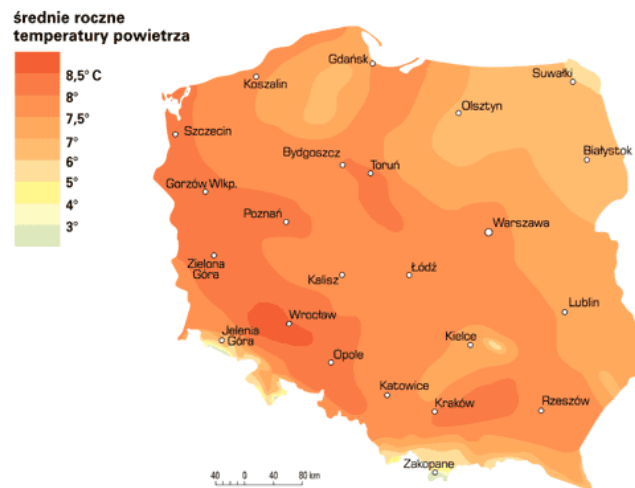 średnie roczne
temperatury powietrza
8,5° C
8°
7,5°
7°
6°
5°
4°
3°
Gdańsk
Koszalin
Suwałki
Olsztyn
Szczecin
Białystok
Bydgoszcz
Toruń
Gorzów Wlkp.
Poznań
Warszawa
Zielona
Góra
Kalisz
Łódź
Wrocław
Lublin
Jelenia
Góra
Kielce
Opole
Katowice
Kraków
Rzeszów
Zakopane
40 0 40 80 km